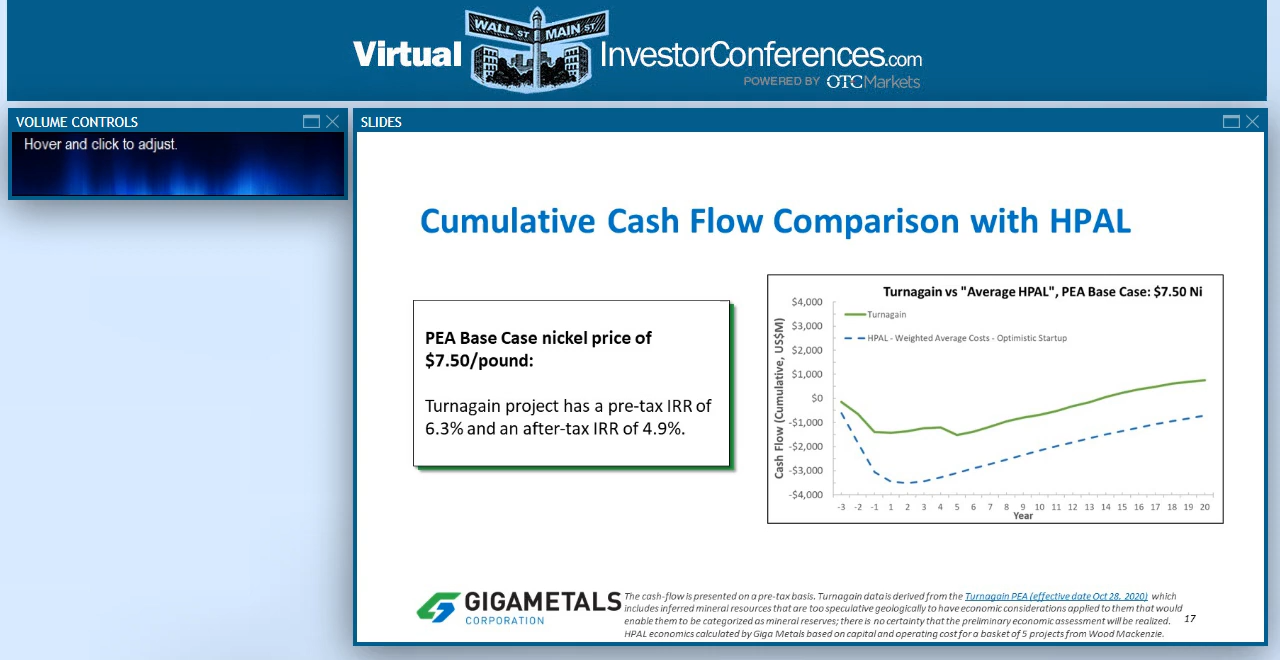 WALL ST MAIN ST
Virtual InvestorConferences.com
POWERED BY OTCMarkets
VOLUME CONTROLS
Hover and click to adjust.
SLIDES
Cumulative Cash Flow Comparison with HPAL
PEA Base Case nickel price of
$7.50/pound:
Turnagain project has a pre-tax IRR of
6.3% and an after-tax IRR of 4.9%.
Turnagain vs "Average HPAL", PEA Base Case: $7.50 Ni
Cash Flow (Cumulative, US$M)
$4,000
$3,000
$2,000
$1,000
$0
-$1,000
-$2,000
-$3,000
-$4,000
Turnagain
HPAL - Weighted Average Costs - Optimistic Startup
-3 -2 -1 1 2 3 4 5 6 7 8 9 10 11 12 13 14 15 16 17 18 19 20
Year
GIGAMETALS
CORPORATION
The cash-flow is presented on a pre-tax basis. Turnagain data is derived from the Turnagain PEA (effective date Oct 28, 2020) which
includes inferred mineral resources that are too speculative geologically to have economic considerations applied to them that would
enable them to be categorized as mineral reserves; there is no certainty that the preliminary economic assessment will be realized.
HPAL economics calculated by Giga Metals based on capital and operating cost for a basket of 5 projects from Wood Mackenzie.
17